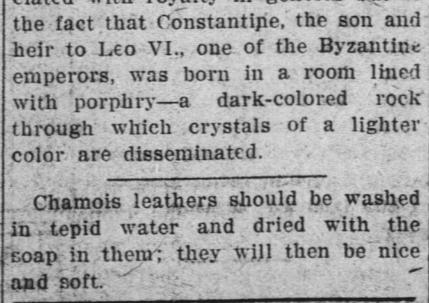 the fact that Constantine, the son and
heir to Leo VI., one of the Byzantine
emperors, was born in a room lined
with porphry—a dark-colored rock
through which crystals of a lighter
color are disseminated.
Chamois leathers should be washed
in tepid water and dried with the
soap in them; they will then be nice
and soft.